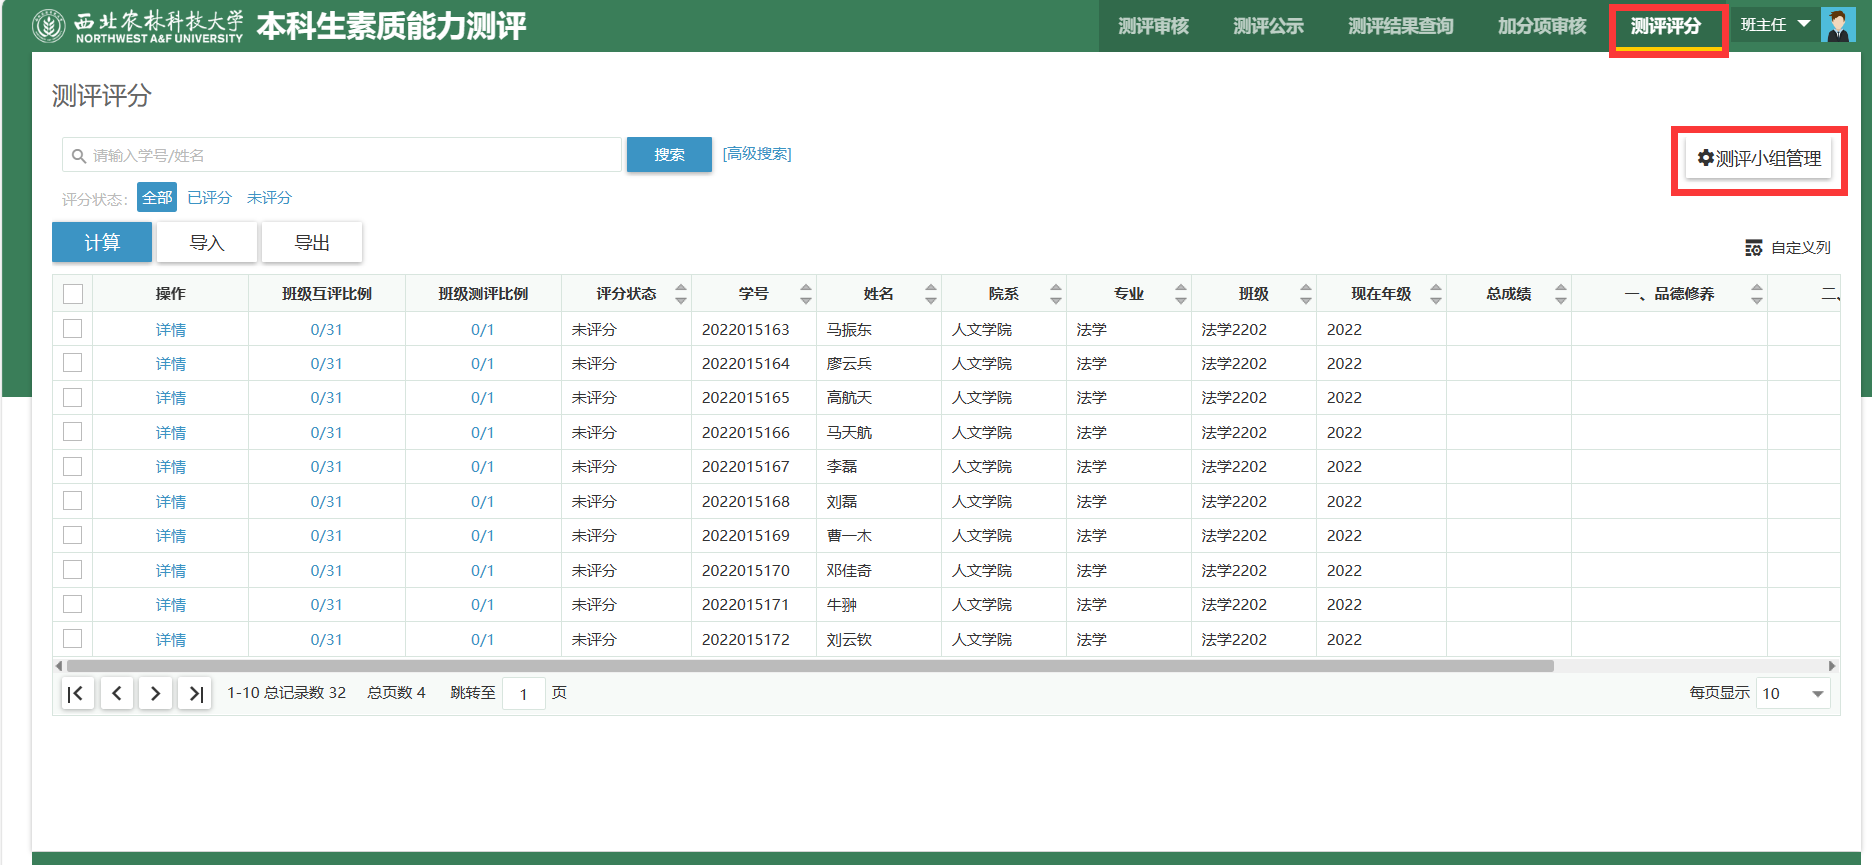 西北农林科技大学
NORTHWEST A&F UNIVERSITY
本科生素质能力测评
测评审核 测评公示 测评结果查询 加分项审核 测评评分 班主任
测评评分
请输入学号/姓名 搜索 [高级搜索]
测评小组管理
评分状态: 全部 已评分 未评分
计算 导入 导出
自定义列
操作 班级互评比例 班级测评比例 评分状态 学号 姓名 院系 专业 班级 现在年级 总成绩 一、品德修养 二、
详情 0/31 0/1 未评分 2022015163 马振东 人文学院 法学 法学2202 2022
详情 0/31 0/1 未评分 2022015164 廖云兵 人文学院 法学 法学2202 2022
详情 0/31 0/1 未评分 2022015165 高航天 人文学院 法学 法学2202 2022
详情 0/31 0/1 未评分 2022015166 马天航 人文学院 法学 法学2202 2022
详情 0/31 0/1 未评分 2022015167 李磊 人文学院 法学 法学2202 2022
详情 0/31 0/1 未评分 2022015168 刘磊 人文学院 法学 法学2202 2022
详情 0/31 0/1 未评分 2022015169 曹一木 人文学院 法学 法学2202 2022
详情 0/31 0/1 未评分 2022015170 邓佳奇 人文学院 法学 法学2202 2022
详情 0/31 0/1 未评分 2022015171 牛翀 人文学院 法学 法学2202 2022
详情 0/31 0/1 未评分 2022015172 刘云钦 人文学院 法学 法学2202 2022
1-10 总记录数 32 总页数 4 跳转至 1 页 每页显示 10